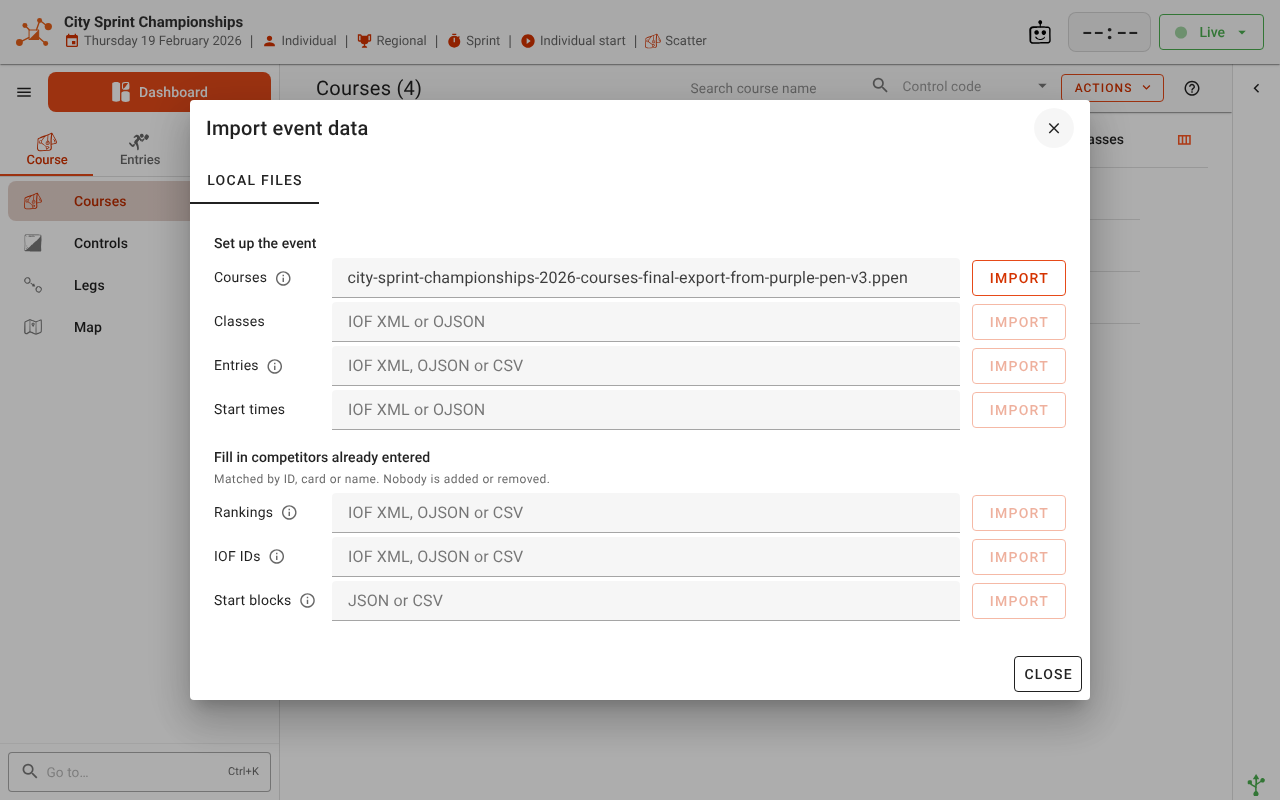 City Sprint Championships
Thursday 19 February 2026 | Individual | Regional | Sprint | Individual start | Scatter
--:--
Live
Dashboard
Courses (4)
Search course name
Control code
ACTIONS
Course
Entries
Courses
Controls
Legs
Map
Import event data
LOCAL FILES
Set up the event
Courses
city-sprint-championships-2026-courses-final-export-from-purple-pen-v3.ppen
IMPORT
Classes
IOF XML or OJSON
IMPORT
Entries
IOF XML, OJSON or CSV
IMPORT
Start times
IOF XML or OJSON
IMPORT
Fill in competitors already entered
Matched by ID, card or name. Nobody is added or removed.
Rankings
IOF XML, OJSON or CSV
IMPORT
IOF IDs
IOF XML, OJSON or CSV
IMPORT
Start blocks
JSON or CSV
IMPORT
CLOSE
Go to...
Ctrl+K